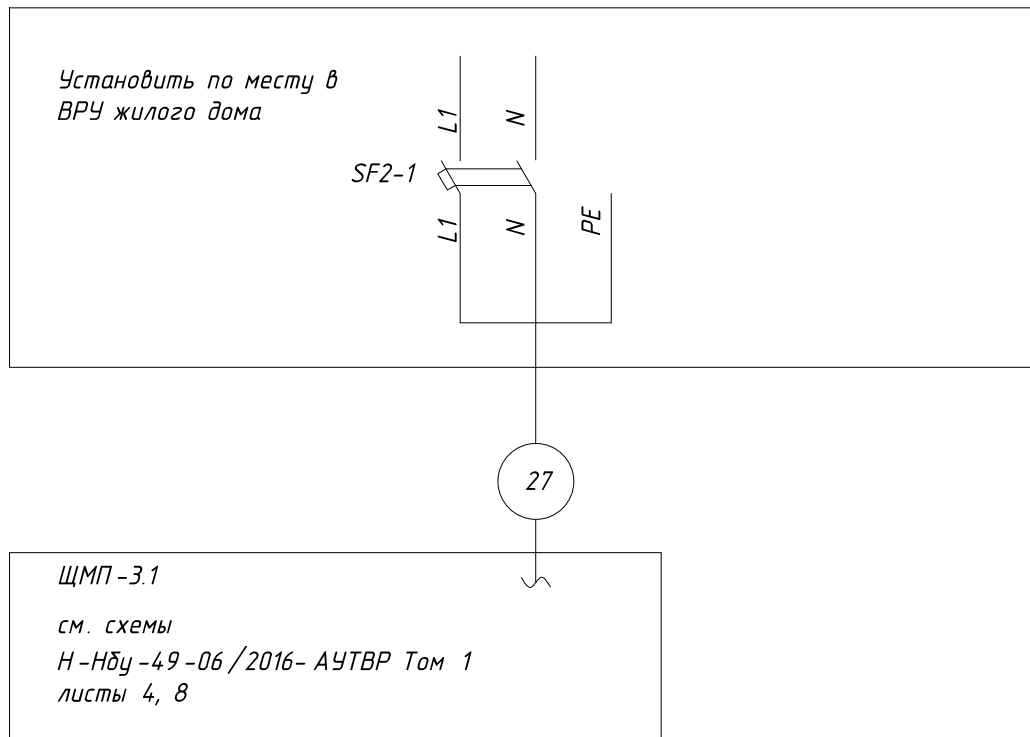 Установить по месту в
ВРУ жилого дома
L1
N
SF2-1
L1
N
PE
27
ЩМП-3.1
см. схемы
Н-Нбу-49-06/2016- АУТВР Том 1
листы 4, 8